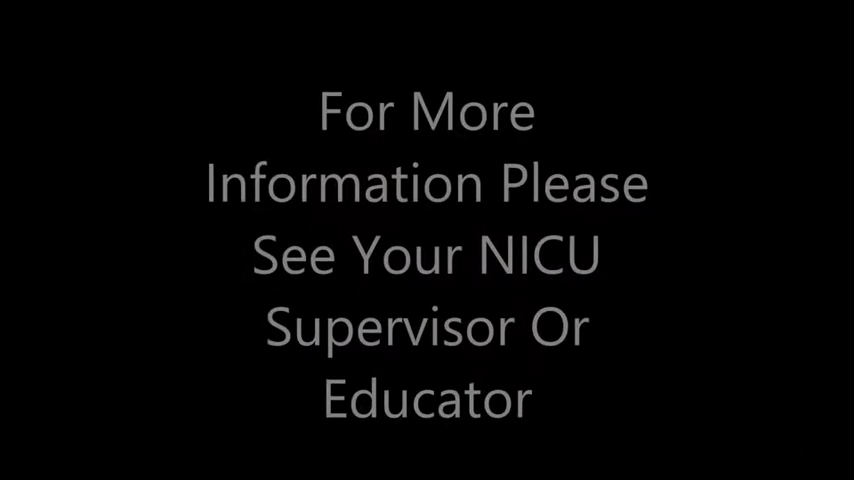 For More
Information Please
See Your NICU
Supervisor Or
Educator